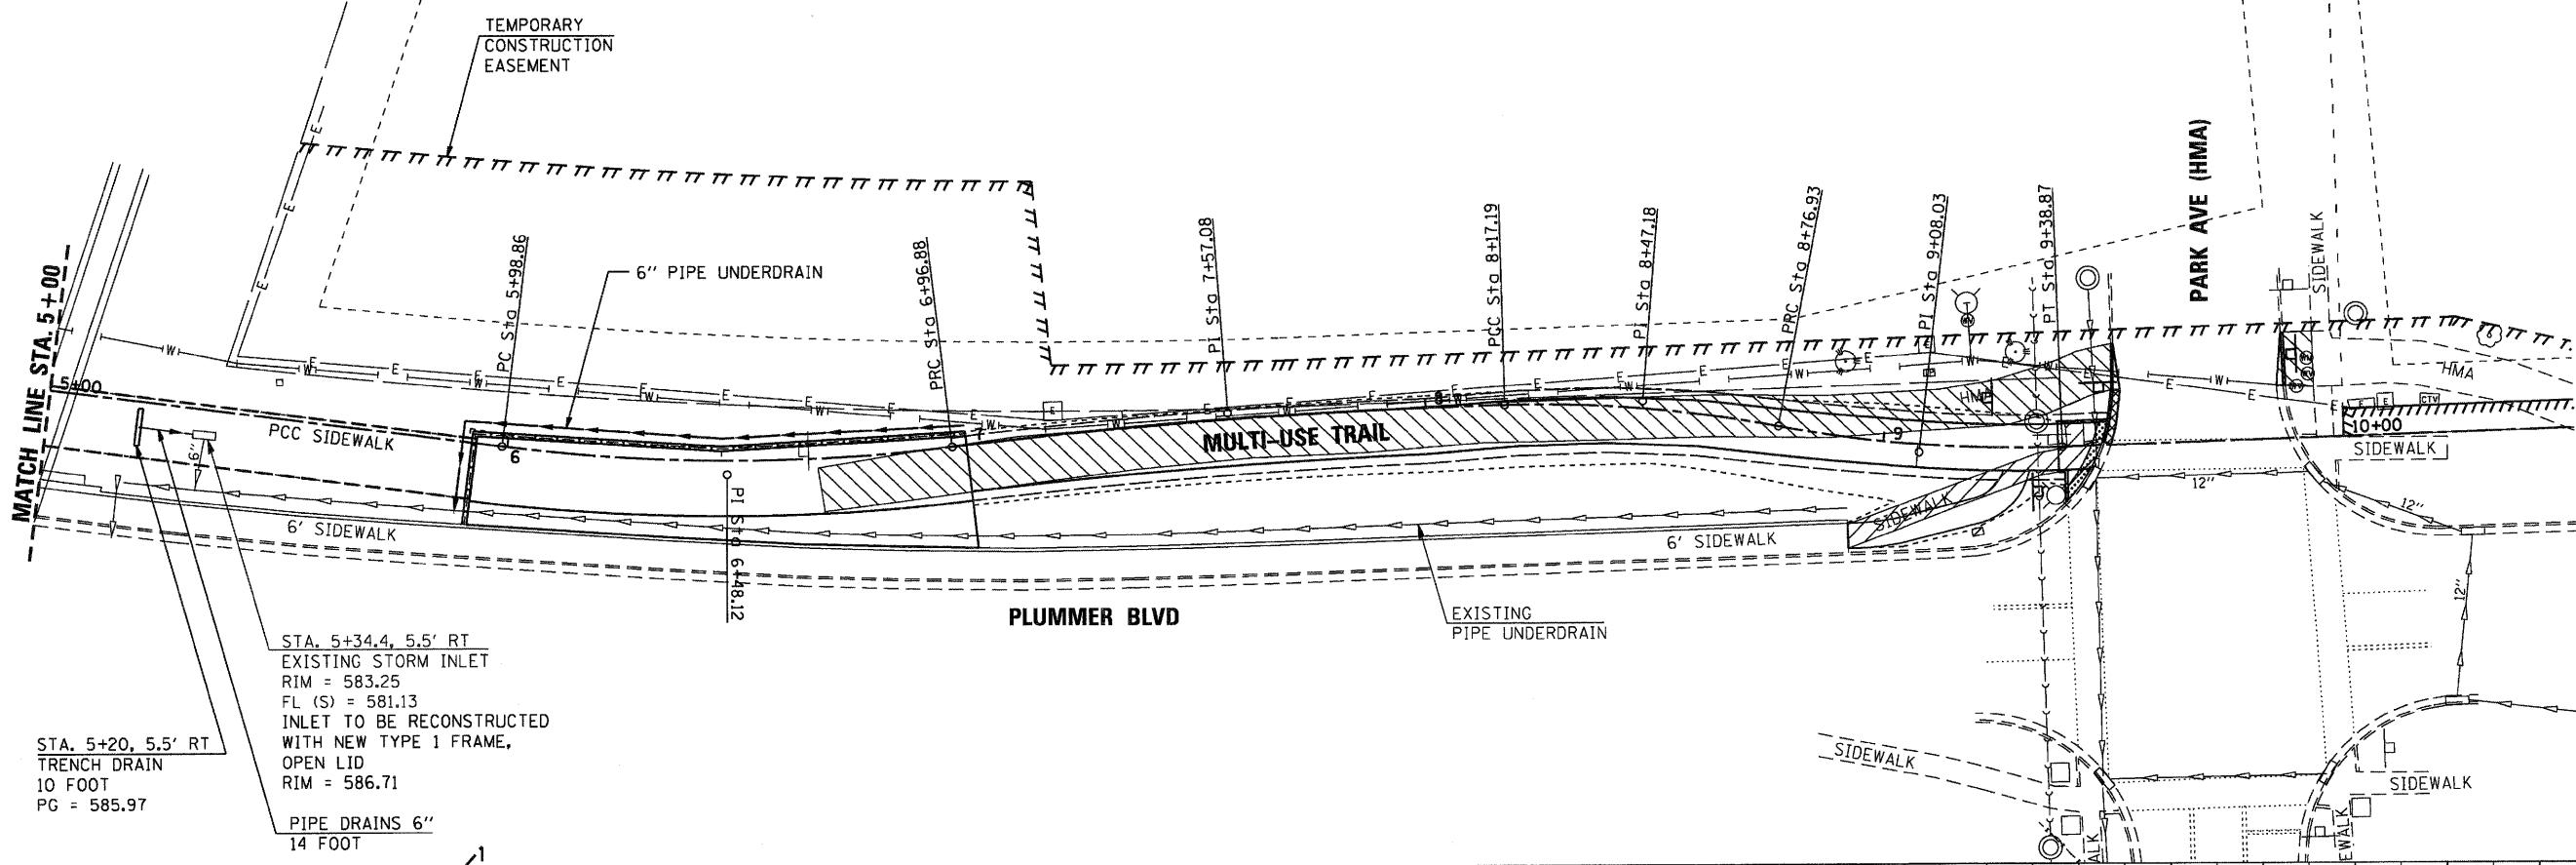 TEMPORARY
CONSTRUCTION
EASEMENT
MATCH LINE STA. 5+00
5+00
PCC SIDEWALK
6"
6' SIDEWALK
PC Sta 5+98.86
6
6" PIPE UNDERDRAIN
PI Sta 6+48.12
PRC Sta 6+96.88
7
PI Sta 7+57.08
8
MULTI-USE TRAIL
PCC Sta 8+17.19
PI Sta 8+47.18
PRC Sta 8+76.93
9
PI Sta 9+08.03
PT Sta 9+38.87
HMA
SIDEWALK
6' SIDEWALK
PARK AVE (HMA)
SIDEWALK
HMA
E
E
CTV
10+00
SIDEWALK
12"
12"
12"
PLUMMER BLVD
EXISTING
PIPE UNDERDRAIN
STA. 5+34.4, 5.5' RT
EXISTING STORM INLET
RIM = 583.25
FL (S) = 581.13
INLET TO BE RECONSTRUCTED
WITH NEW TYPE 1 FRAME,
OPEN LID
RIM = 586.71
STA. 5+20, 5.5' RT
TRENCH DRAIN
10 FOOT
PG = 585.97
PIPE DRAINS 6"
14 FOOT
1
SIDEWALK
SIDEWALK
ALK
EWALK